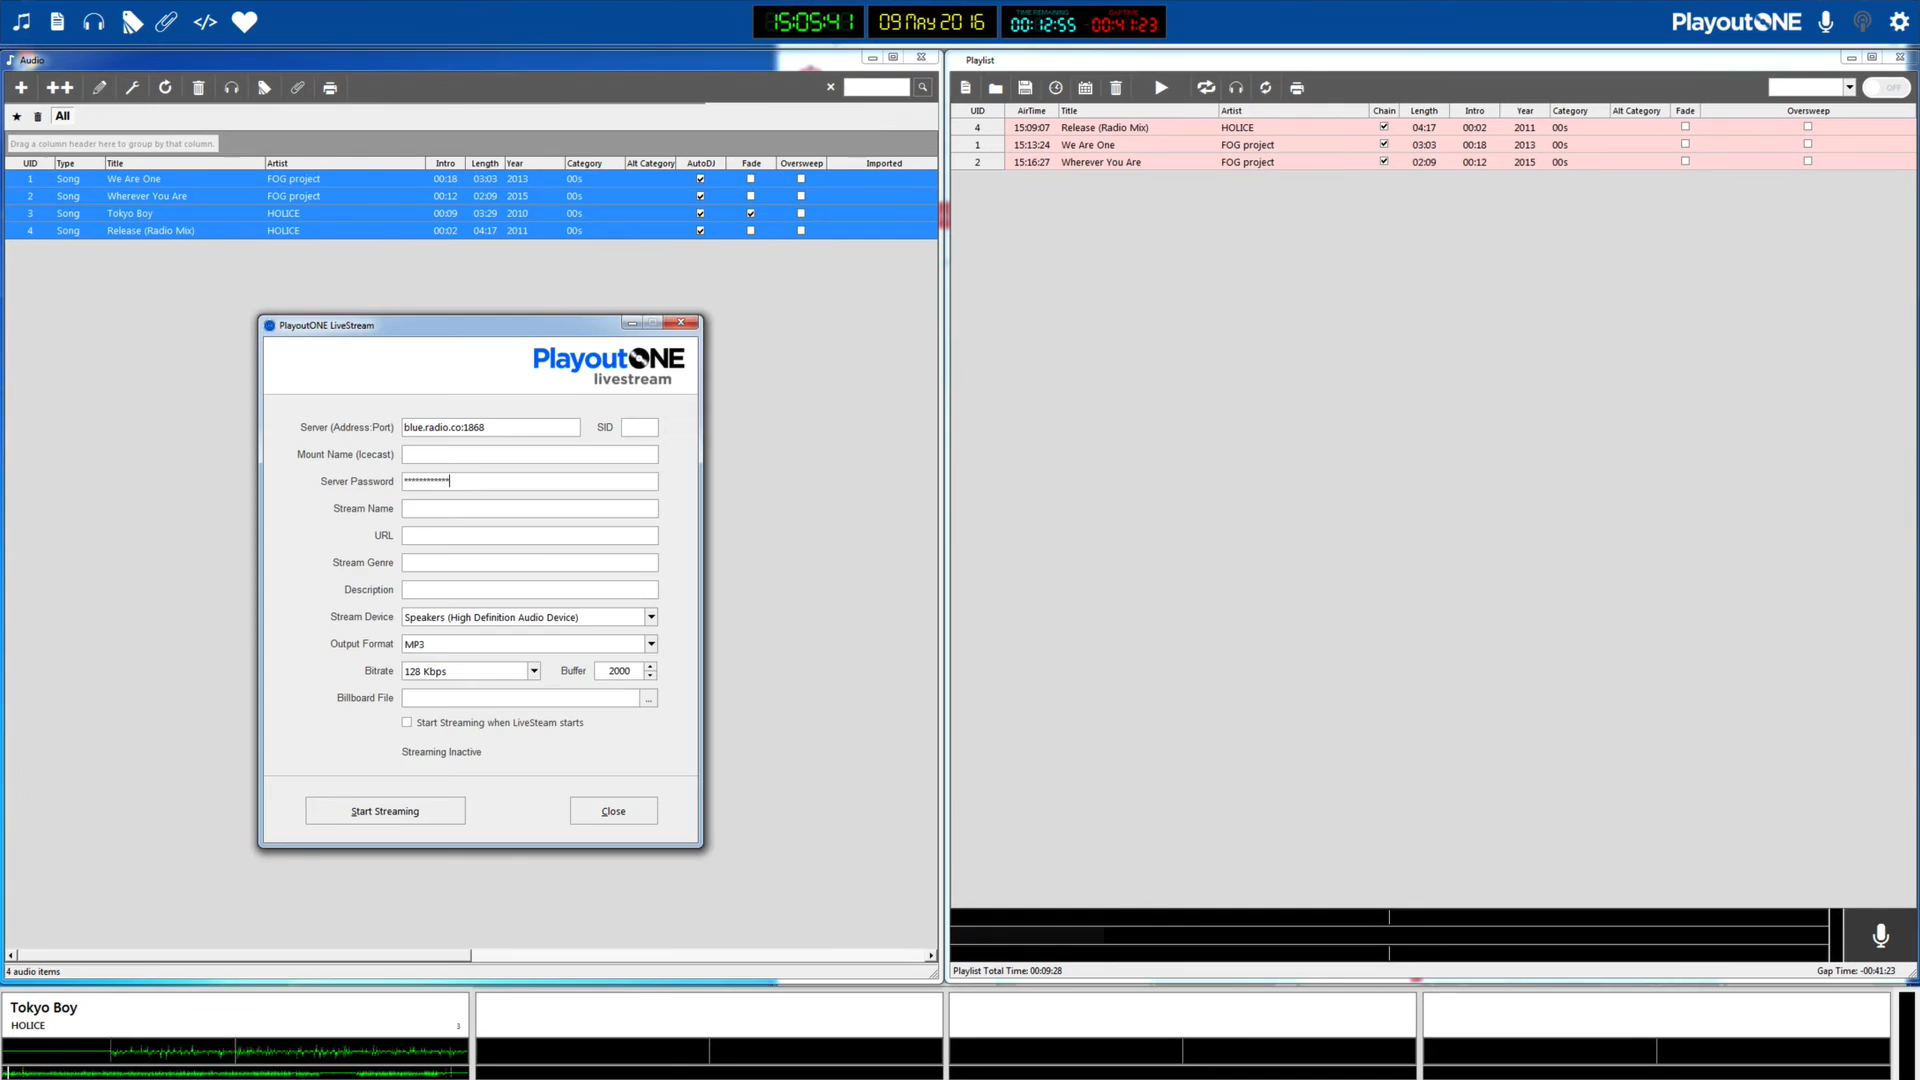 15:05:41
09 May 2016
TIME REMAINING
00:12:55
GAP TIME
-00:41:23
PlayoutONE
Audio
All
Drag a column header here to group by that column.
UID Type Title Artist Intro Length Year Category Alt Category AutoDJ Fade Oversweep Imported
1 Song We Are One FOG project 00:18 03:03 2013 00s
2 Song Wherever You Are FOG project 00:12 02:09 2015 00s
3 Song Tokyo Boy HOLICE 00:09 03:29 2010 00s
4 Song Release (Radio Mix) HOLICE 00:02 04:17 2011 00s
4 audio items
PlayoutONE LiveStream
PlayoutONE
livestream
Server (Address:Port) blue.radio.co:1868 SID
Mount Name (Icecast)
Server Password ************
Stream Name
URL
Stream Genre
Description
Stream Device Speakers (High Definition Audio Device)
Output Format MP3
Bitrate 128 Kbps Buffer 2000
Billboard File ...
Start Streaming when LiveSteam starts
Streaming Inactive
Start Streaming Close
Playlist
OFF
UID AirTime Title Artist Chain Length Intro Year Category Alt Category Fade Oversweep
4 15:09:07 Release (Radio Mix) HOLICE 04:17 00:02 2011 00s
1 15:13:24 We Are One FOG project 03:03 00:18 2013 00s
2 15:16:27 Wherever You Are FOG project 02:09 00:12 2015 00s
Playlist Total Time: 00:09:28 Gap Time: -00:41:23
Tokyo Boy
HOLICE 3